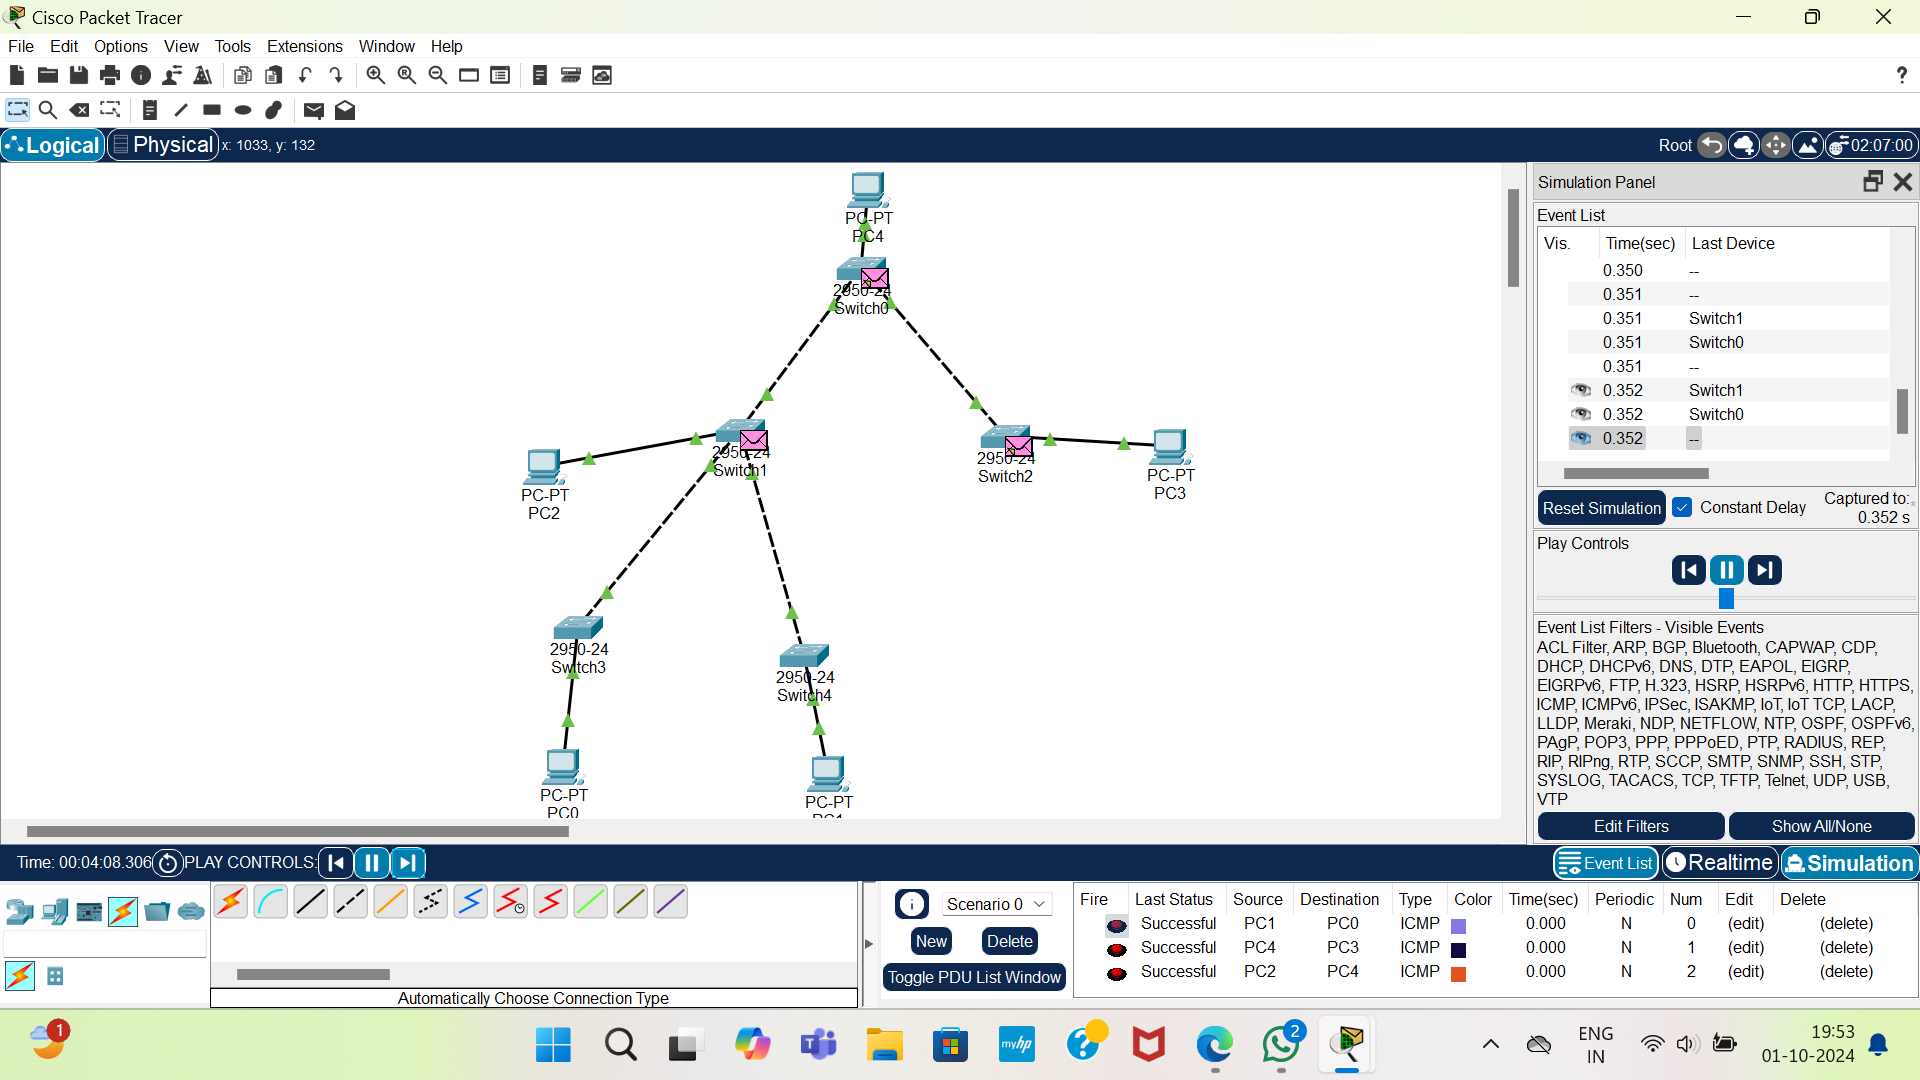 Cisco Packet Tracer
File Edit Options View Tools Extensions Window Help
?
Logical Physical x: 1033, y: 132 Root 02:07:00
PC-PT
PC4
2950-24
Switch0
2950-24
Switch1
PC-PT
PC2
2950-24
Switch2
PC-PT
PC3
2950-24
Switch3
2950-24
Switch4
PC-PT
PC0
PC-PT
PC1
Simulation Panel
Event List
Vis. Time(sec) Last Device
0.350 --
0.351 --
0.351 Switch1
0.351 Switch0
0.351 --
0.352 Switch1
0.352 Switch0
0.352 --
Reset Simulation Constant Delay Captured to:*
0.352 s
Play Controls
Event List Filters - Visible Events
ACL Filter, ARP, BGP, Bluetooth, CAPWAP, CDP,
DHCP, DHCPv6, DNS, DTP, EAPOL, EIGRP,
EIGRPv6, FTP, H.323, HSRP, HSRPv6, HTTP, HTTPS,
ICMP, ICMPv6, IPSec, ISAKMP, IoT, IoT TCP, LACP,
LLDP, Meraki, NDP, NETFLOW, NTP, OSPF, OSPFv6,
PAgP, POP3, PPP, PPPoED, PTP, RADIUS, REP,
RIP, RIPng, RTP, SCCP, SMTP, SNMP, SSH, STP,
SYSLOG, TACACS, TCP, TFTP, Telnet, UDP, USB,
VTP
Edit Filters Show All/None
Time: 00:04:08.306 PLAY CONTROLS: Event List Realtime Simulation
Automatically Choose Connection Type
Scenario 0
New Delete
Toggle PDU List Window
Fire Last Status Source Destination Type Color Time(sec) Periodic Num Edit Delete
Successful PC1 PC0 ICMP 0.000 N 0 (edit) (delete)
Successful PC4 PC3 ICMP 0.000 N 1 (edit) (delete)
Successful PC2 PC4 ICMP 0.000 N 2 (edit) (delete)
1
myhp
?
2
ENG
IN
19:53
01-10-2024